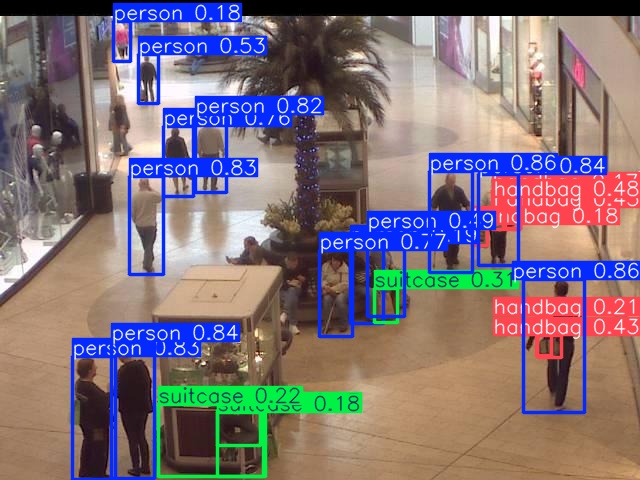 person 0.18
person 0.53
person 0.82
person 0.76
person 0.83
person 0.86
0.84
handbag 0.48
handbag 0.18
person 0.49
person 0.77
suitcase 0.31
person 0.86
handbag 0.21
handbag 0.43
person 0.84
person 0.83
suitcase 0.22
suitcase 0.18